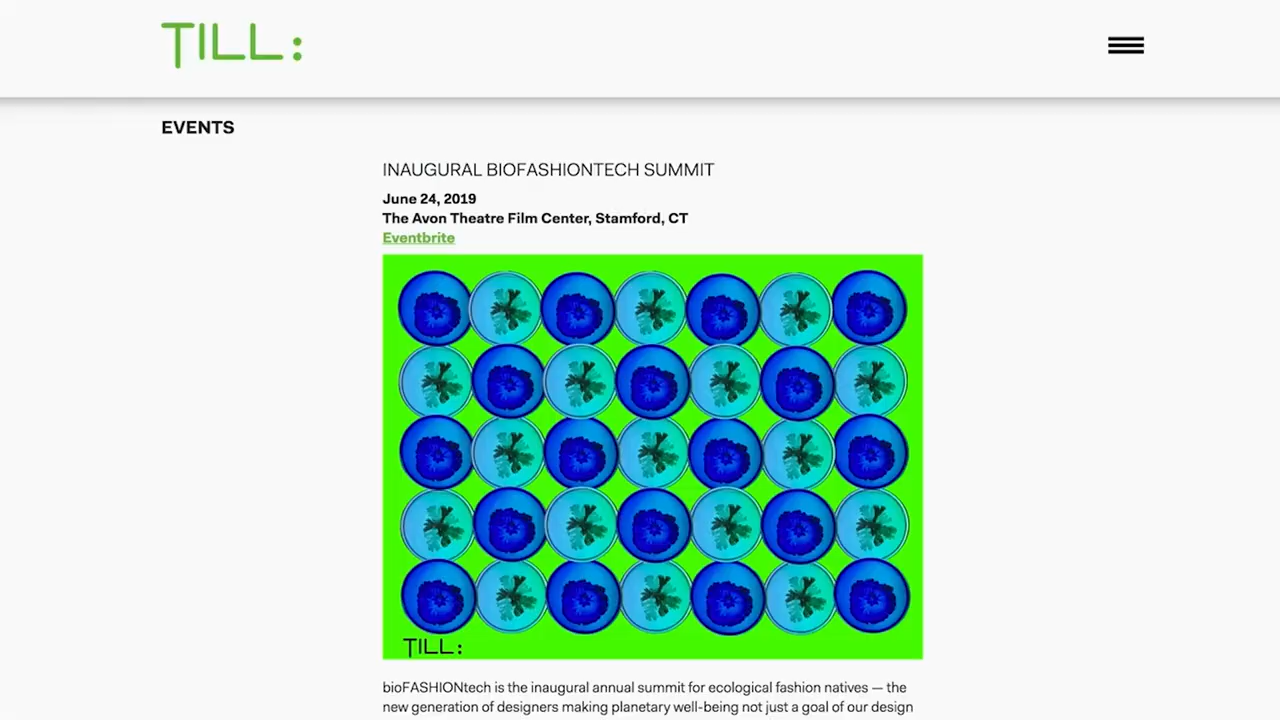 TILL:
EVENTS
INAUGURAL BIOFASHIONTECH SUMMIT
June 24, 2019
The Avon Theatre Film Center, Stamford, CT
Eventbrite
TILL:
bioFASHIONtech is the inaugural annual summit for ecological fashion natives — the
new generation of designers making planetary well-being not just a goal of our design